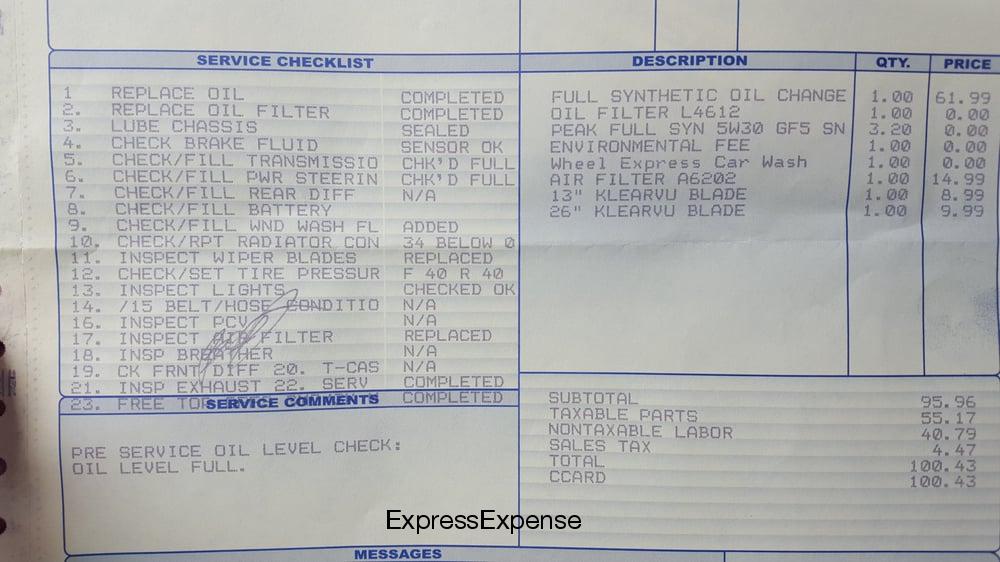 SERVICE CHECKLIST
1 REPLACE OIL COMPLETED
2. REPLACE OIL FILTER COMPLETED
3. LUBE CHASSIS SEALED
4. CHECK BRAKE FLUID SENSOR OK
5. CHECK/FILL TRANSMISSIO CHK'D FULL
6. CHECK/FILL PWR STEERIN CHK'D FULL
7. CHECK/FILL REAR DIFF N/A
8. CHECK/FILL BATTERY
9. CHECK/FILL WND WASH FL ADDED
10. CHECK/RPT RADIATOR CON 34 BELOW 0
11. INSPECT WIPER BLADES REPLACED
12. CHECK/SET TIRE PRESSUR F 40 R 40
13. INSPECT LIGHTS CHECKED OK
14. /15 BELT/HOSE CONDITIO N/A
16. INSPECT PCV N/A
17. INSPECT AIR FILTER REPLACED
18. INSP BREATHER N/A
19. CK FRNT DIFF 20. T-CAS N/A
21. INSP EXHAUST 22. SERV COMPLETED
23. FREE COMPLETED
SERVICE COMMENTS
PRE SERVICE OIL LEVEL CHECK:
OIL LEVEL FULL.
DESCRIPTION QTY. PRICE
FULL SYNTHETIC OIL CHANGE 1.00 61.99
OIL FILTER L4612 1.00 0.00
PEAK FULL SYN 5W30 GF5 SN 3.20 0.00
ENVIRONMENTAL FEE 1.00 0.00
Wheel Express Car Wash 1.00 0.00
AIR FILTER A6202 1.00 14.99
13" KLEARVU BLADE 1.00 8.99
26" KLEARVU BLADE 1.00 9.99
SUBTOTAL 95.96
TAXABLE PARTS 55.17
NONTAXABLE LABOR 40.79
SALES TAX 4.47
TOTAL 100.43
CCARD 100.43
ExpressExpense
MESSAGES